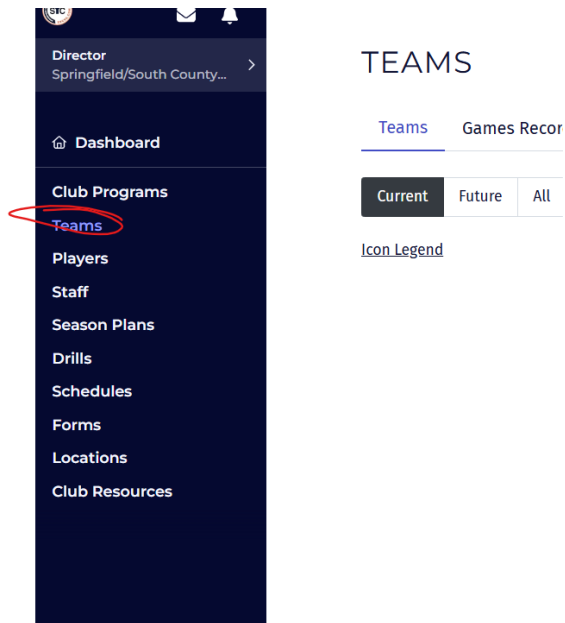 STC
Director
Springfield/South County...
Dashboard
Club Programs
Teams
Players
Staff
Season Plans
Drills
Schedules
Forms
Locations
Club Resources
TEAMS
Teams Games Recor
Current Future All
Icon Legend